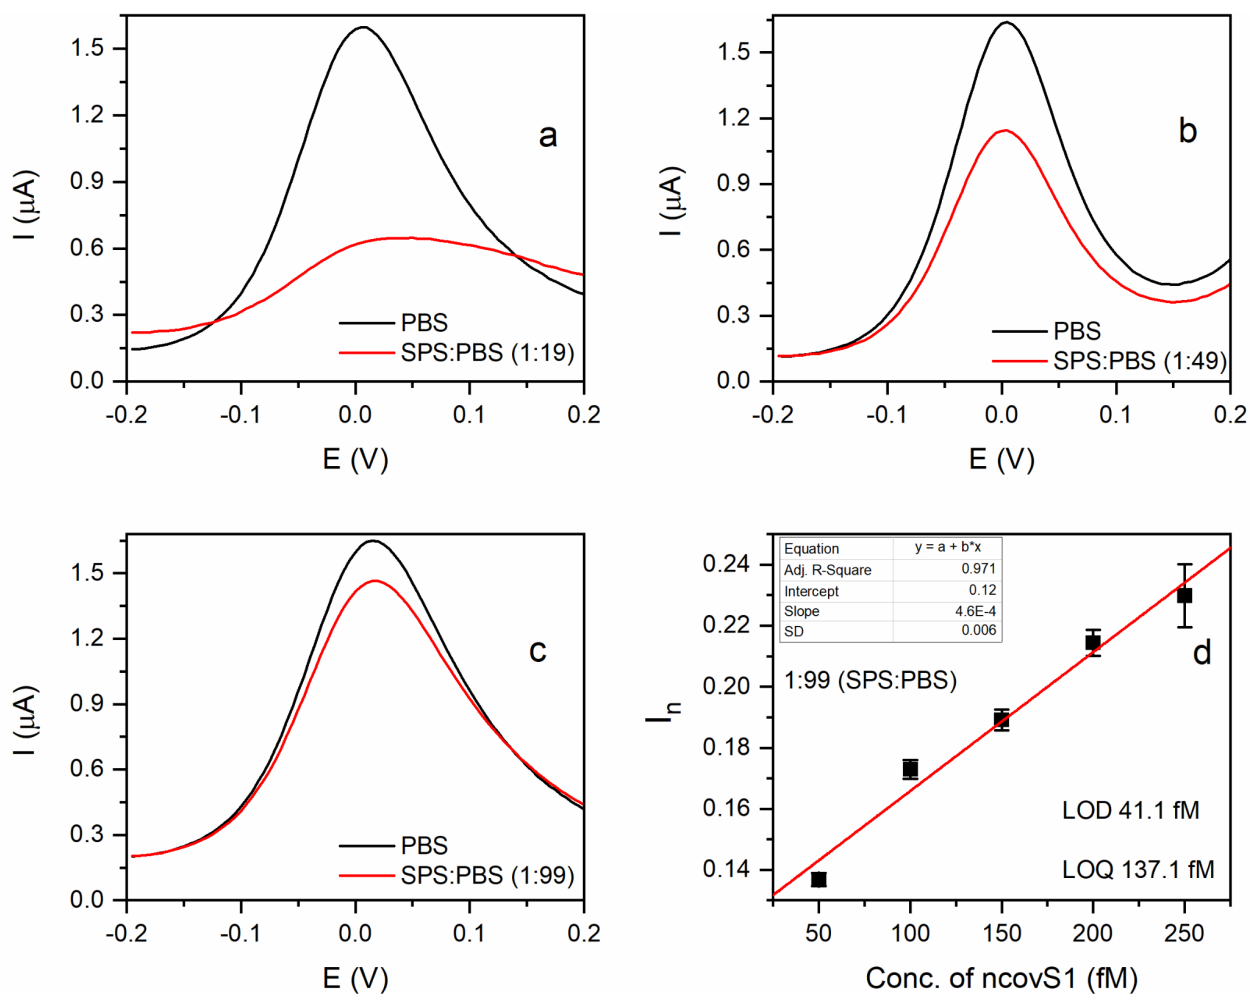 1.5
1.2
0.9
0.6
0.3
0.0
I (μA)
a
PBS
SPS:PBS (1:19)
-0.2 -0.1 0.0 0.1 0.2
E (V)
1.5
1.2
0.9
0.6
0.3
0.0
I (μA)
b
PBS
SPS:PBS (1:49)
-0.2 -0.1 0.0 0.1 0.2
E (V)
1.5
1.2
0.9
0.6
0.3
0.0
I (μA)
c
PBS
SPS:PBS (1:99)
-0.2 -0.1 0.0 0.1 0.2
E (V)
0.24
0.22
0.20
0.18
0.16
0.14
Iₙ
Equation y = a + b*x
Adj. R-Square 0.971
Intercept 0.12
Slope 4.6E-4
SD 0.006
d
1:99 (SPS:PBS)
LOD 41.1 fM
LOQ 137.1 fM
50 100 150 200 250
Conc. of ncovS1 (fM)